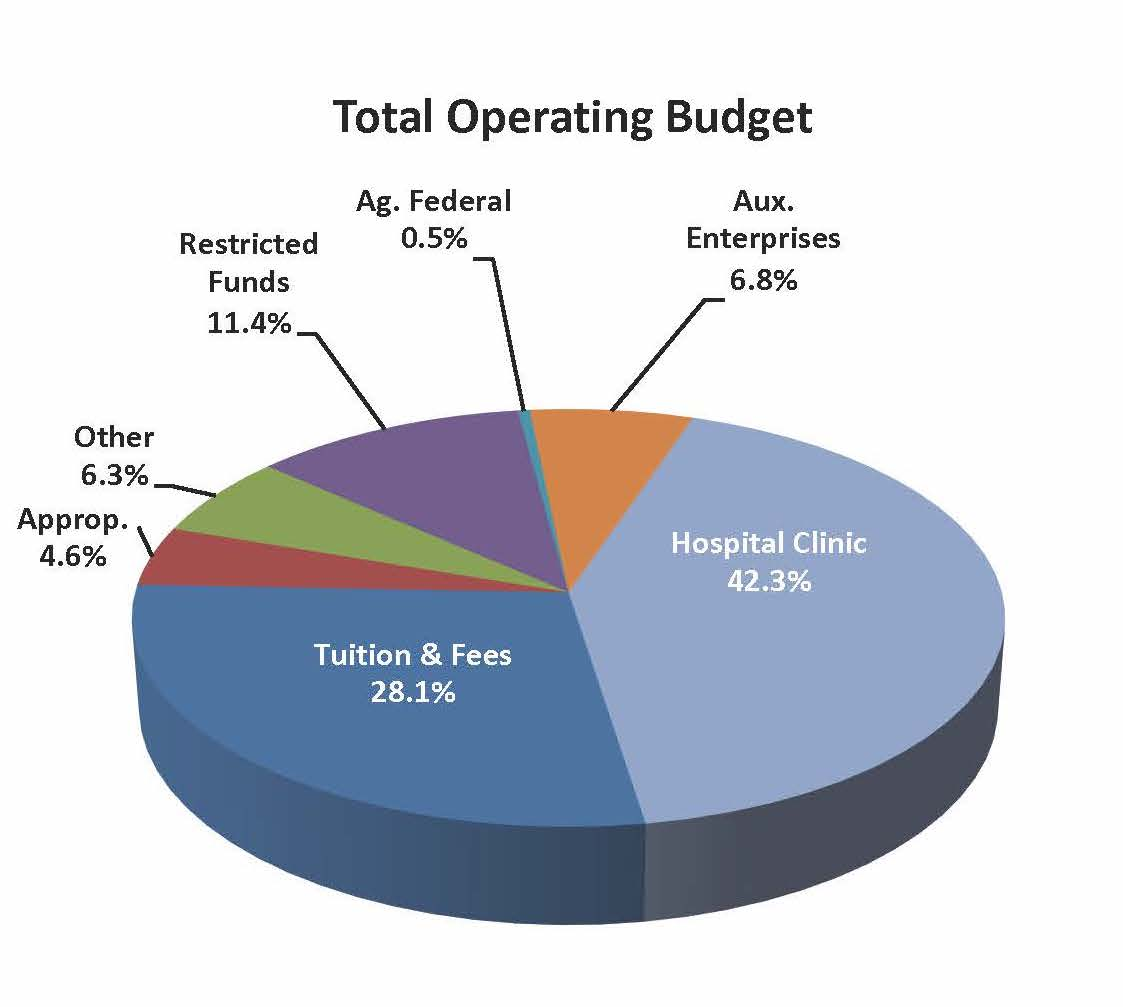 Total Operating Budget
Ag. Federal
0.5%
Aux.
Enterprises
6.8%
Restricted
Funds
11.4%
Other
6.3%
Approp.
4.6%
Hospital Clinic
42.3%
Tuition & Fees
28.1%